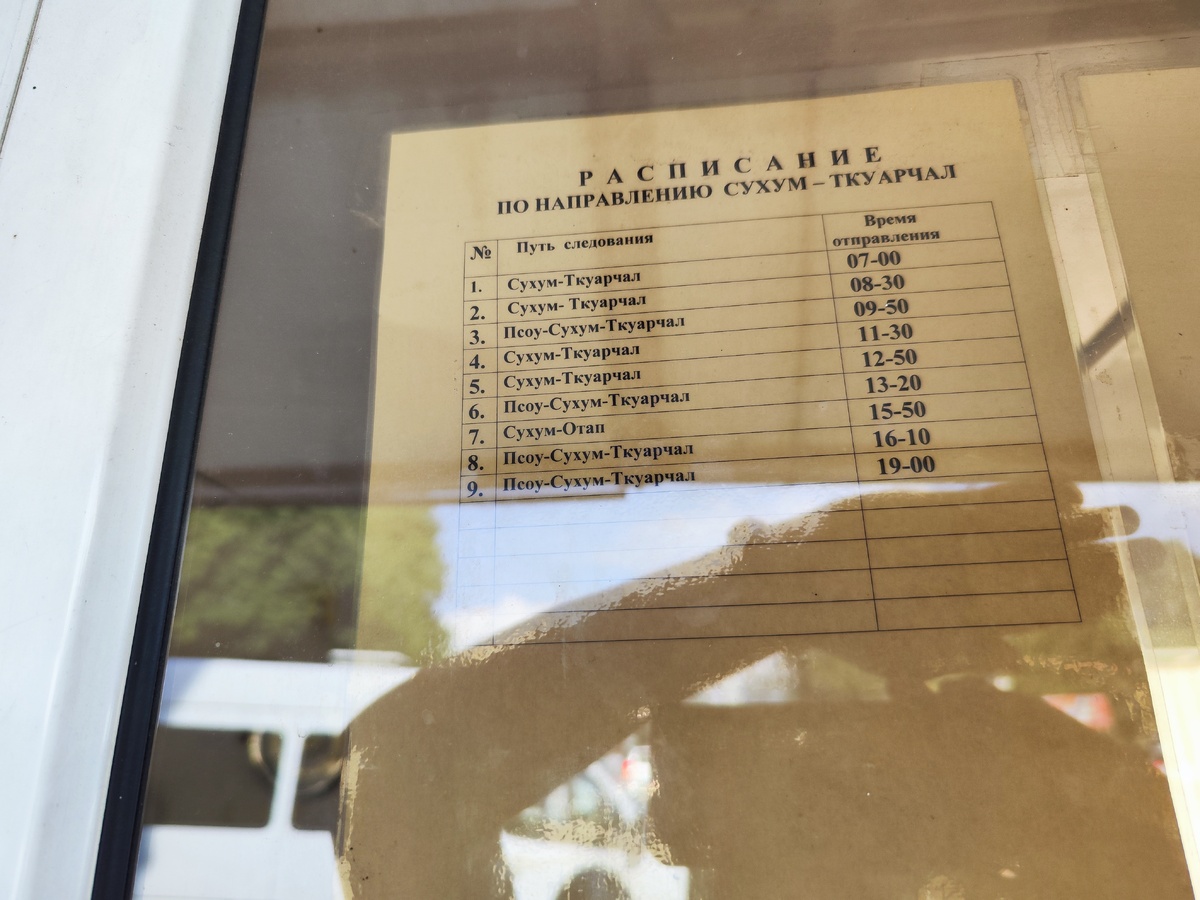 РАСПИСАНИЕ
ПО НАПРАВЛЕНИЮ СУХУМ – ТКУАРЧАЛ
№ Путь следования Время отправления
1. Сухум-Ткуарчал 07-00
2. Сухум- Ткуарчал 08-30
3. Псоу-Сухум-Ткуарчал 09-50
4. Сухум-Ткуарчал 11-30
5. Сухум-Ткуарчал 12-50
6. Псоу-Сухум-Ткуарчал 13-20
7. Сухум-Отап 15-50
8. Псоу-Сухум-Ткуарчал 16-10
9. Псоу-Сухум-Ткуарчал 19-00